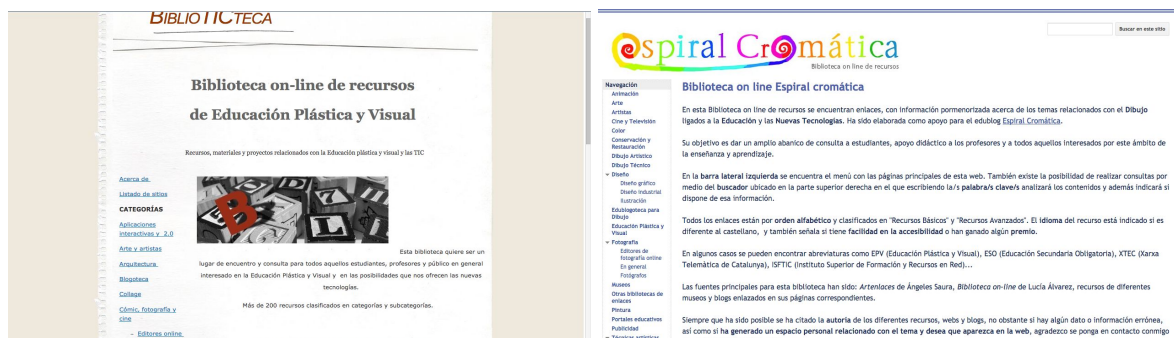 BIBLIOTICTECA
Biblioteca on-line de recursos
de Educación Plástica y Visual
Recursos, materiales y proyectos relacionados con la Educación plástica y visual y las TIC
Acerca de
Listado de sitios
CATEGORÍAS
Aplicaciones
interactivas y 2.0
Arte y artistas
Arquitectura
Blogoteca
Collage
Cómic, fotografía y
cine
– Editores online
B
Esta biblioteca quiere ser un
lugar de encuentro y consulta para todos aquellos estudiantes, profesores y público en general
interesado en la Educación Plástica y Visual y en las posibilidades que nos ofrecen las nuevas
tecnologías.
Más de 200 recursos clasificados en categorías y subcategorías.
Buscar en este sitio
espiral Cromática
Biblioteca on line de recursos
Navegación
Animación
Arte
Artistas
Cine y Televisión
Color
Conservación y
Restauración
Dibujo Artístico
Dibujo Técnico
Diseño
Diseño gráfico
Diseño industrial
Ilustración
Edublogoteca para
Dibujo
Educación Plástica y
Visual
Fotografía
Editores de
fotografía online
En general
Fotógrafos
Museos
Otras bibliotecas de
enlaces
Pintura
Portales educativos
Publicidad
Técnicas artísticas
Biblioteca on line Espiral cromática
En esta Biblioteca on line de recursos se encuentran enlaces, con información pormenorizada acerca de los temas relacionados con el Dibujo
ligados a la Educación y las Nuevas Tecnologías. Ha sido elaborada como apoyo para el edublog Espiral Cromática.
Su objetivo es dar un amplio abanico de consulta a estudiantes, apoyo didáctico a los profesores y a todos aquellos interesados por este ámbito de
la enseñanza y aprendizaje.
En la barra lateral izquierda se encuentra el menú con las páginas principales de esta web. También existe la posibilidad de realizar consultas por
medio del buscador ubicado en la parte superior derecha en el que escribiendo la/s palabra/s clave/s analizará los contenidos y además indicará si
dispone de esa información.
Todos los enlaces están por orden alfabético y clasificados en "Recursos Básicos" y "Recursos Avanzados". El idioma del recurso está indicado si es
diferente al castellano, y también señala si tiene facilidad en la accesibilidad o han ganado algún premio.
En algunos casos se pueden encontrar abreviaturas como EPV (Educación Plástica y Visual), ESO (Educación Secundaria Obligatoria), XTEC (Xarxa
Telemàtica de Catalunya), ISFTIC (Instituto Superior de Formación y Recursos en Red)...
Las fuentes principales para esta biblioteca han sido: Artenlaces de Ángeles Saura, Biblioteca on-line de Lucía Álvarez, recursos de diferentes
museos y blogs enlazados en sus páginas correspondientes.
Siempre que ha sido posible se ha citado la autoría de los diferentes recursos, webs y blogs, no obstante si hay algún dato o información errónea,
así como si ha generado un espacio personal relacionado con el tema y desea que aparezca en la web, agradezco se ponga en contacto conmigo